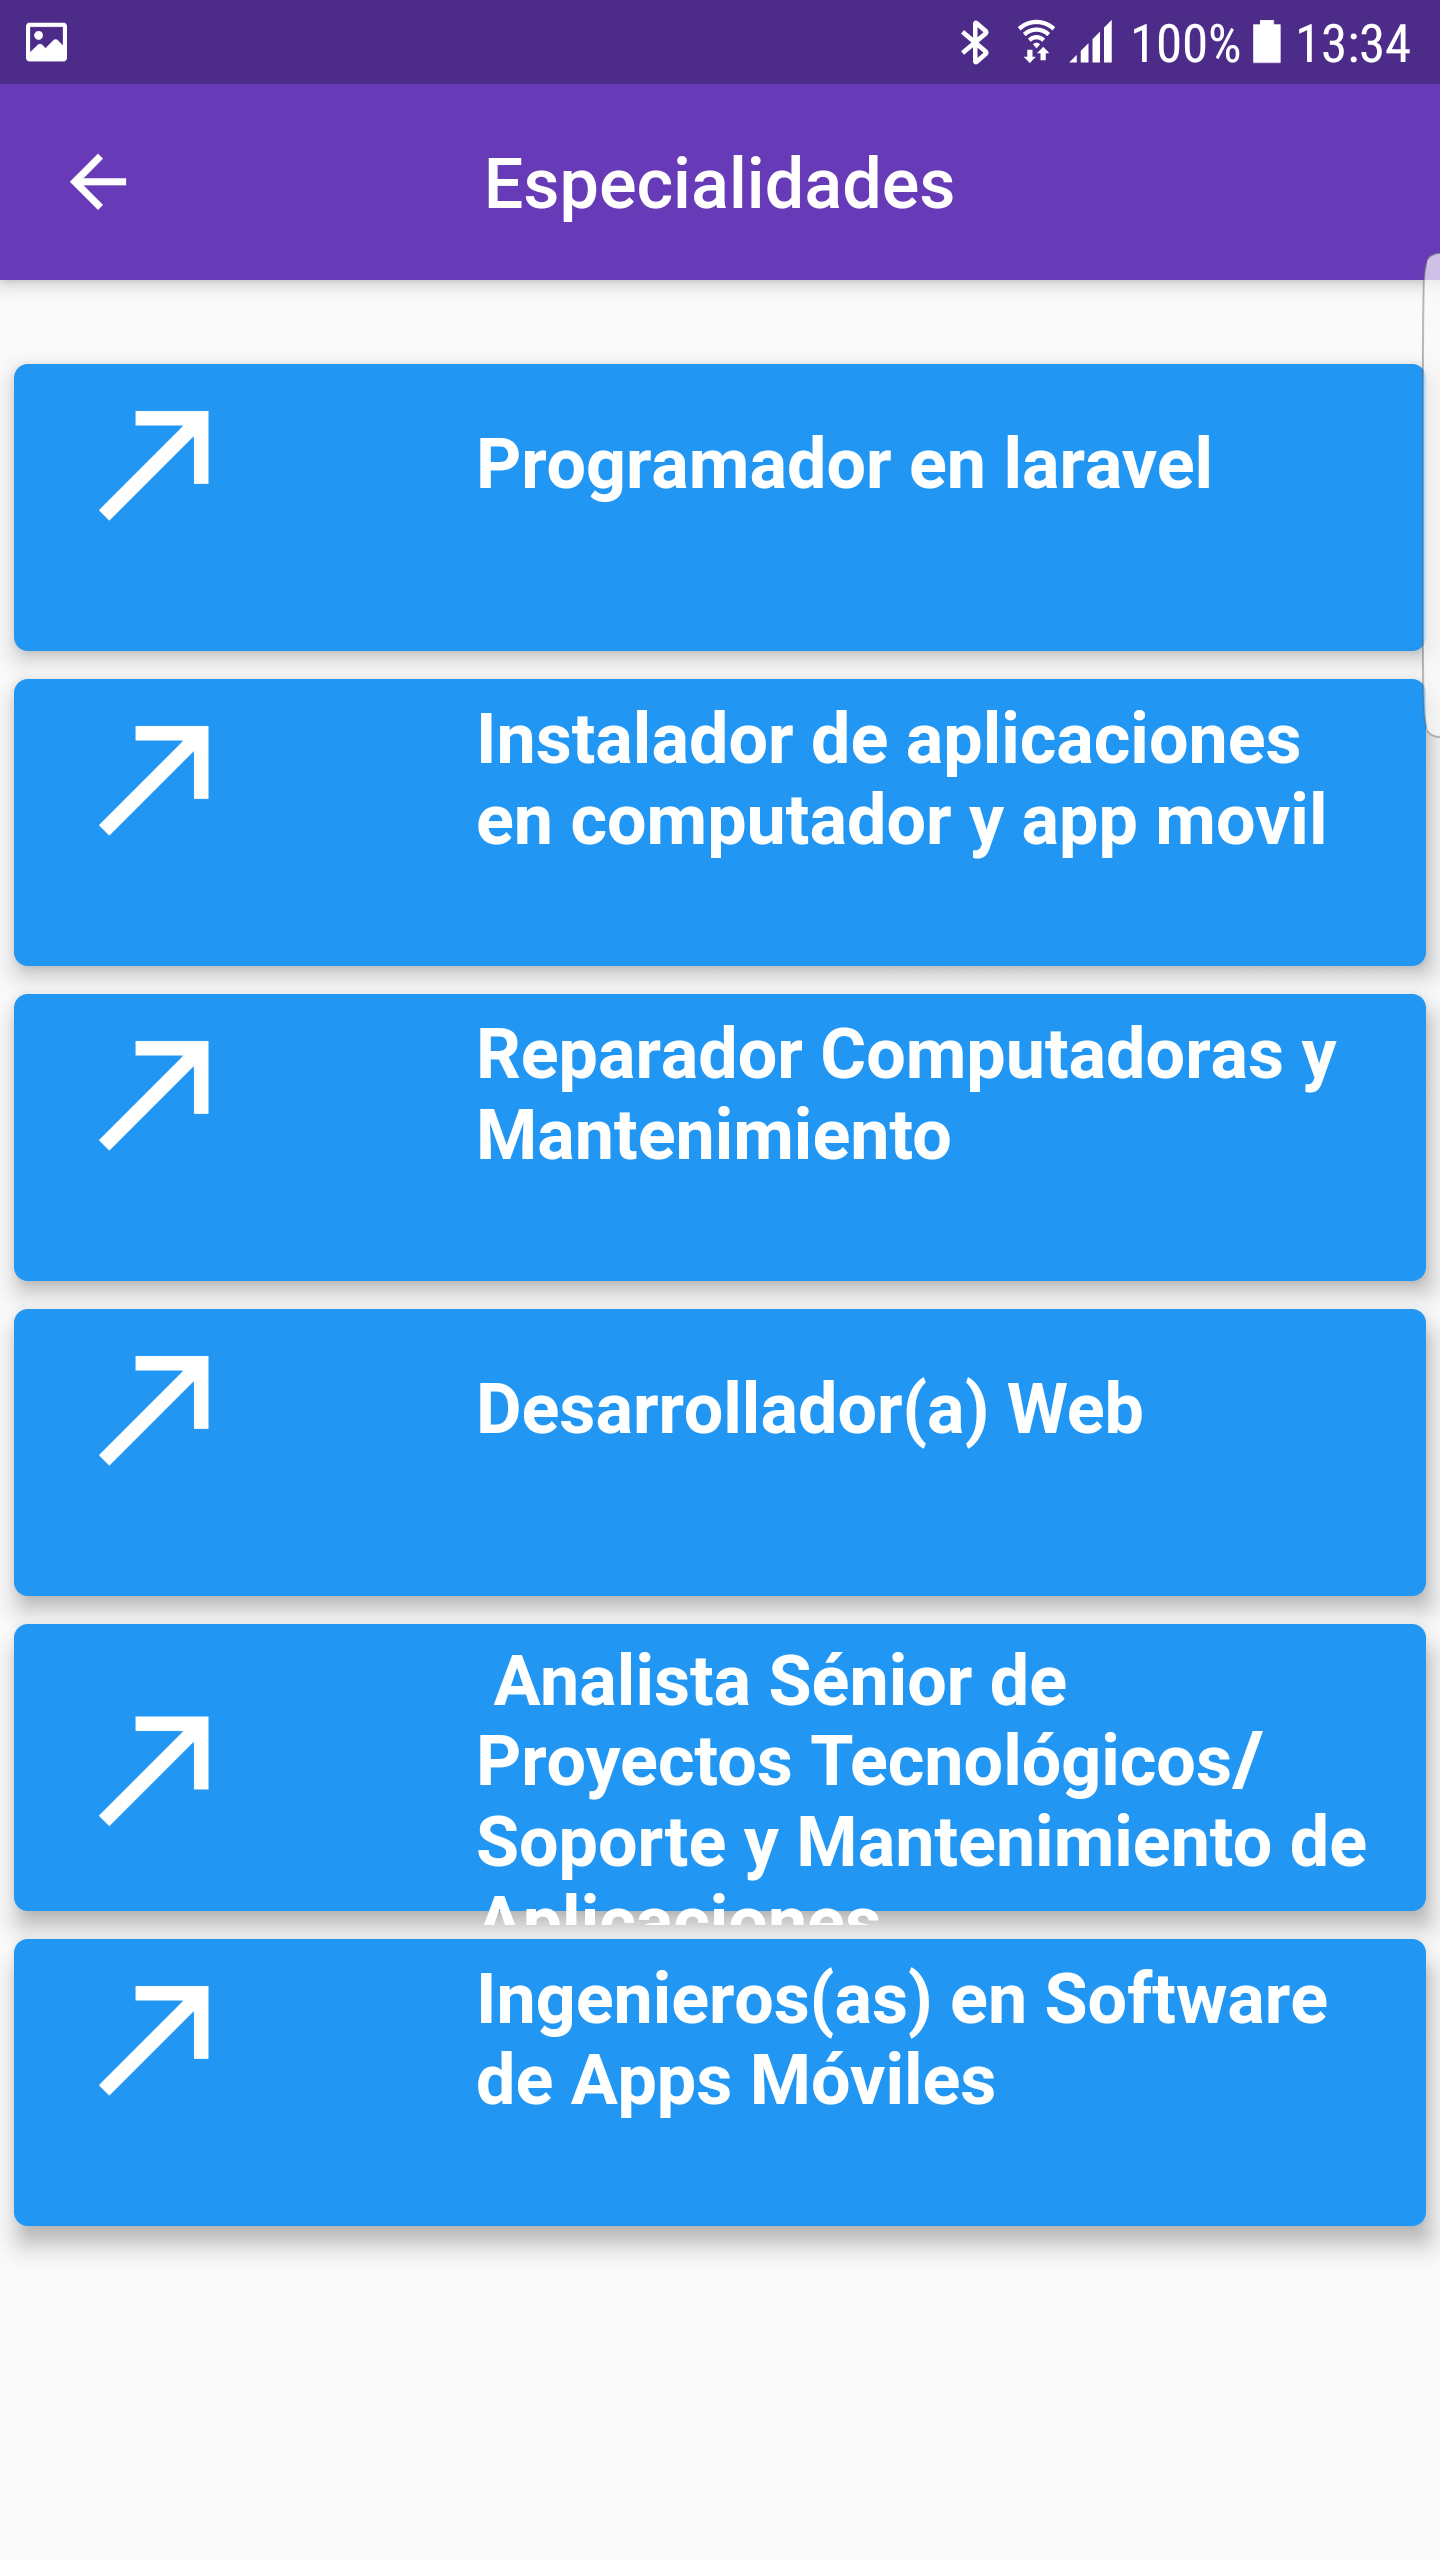 100% 13:34
Especialidades
Programador en laravel
Instalador de aplicaciones
en computador y app movil
Reparador Computadoras y
Mantenimiento
Desarrollador(a) Web
Analista Sénior de
Proyectos Tecnológicos/
Soporte y Mantenimiento de
Aplicaciones
Ingenieros(as) en Software
de Apps Móviles